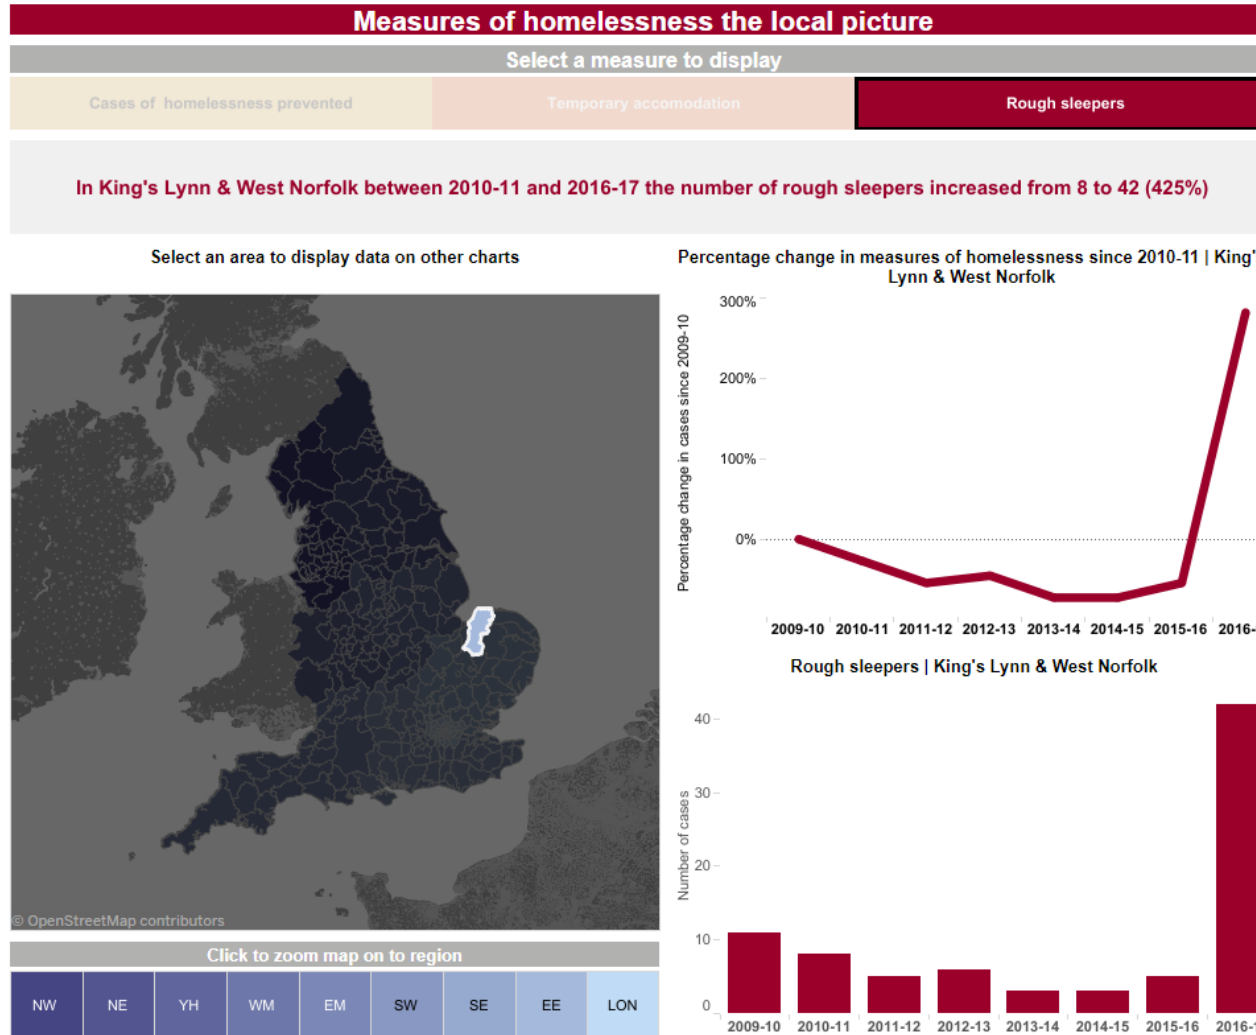 Measures of homelessness the local picture
Select a measure to display
Cases of  homelessness prevented
Temporary accomodation
Rough sleepers
In King's Lynn & West Norfolk between 2010-11 and 2016-17 the number of rough sleepers increased from 8 to 42 (425%)
Select an area to display data on other charts
© OpenStreetMap contributors
Click to zoom map on to region
NW NE YH WM EM SW SE EE LON
Percentage change in measures of homelessness since 2010-11 | King'
Lynn & West Norfolk
Percentage change in cases since 2009-10
300%
200%
100%
0%
2009-10 2010-11 2011-12 2012-13 2013-14 2014-15 2015-16 2016-
Rough sleepers | King's Lynn & West Norfolk
Number of cases
40
30
20
10
0
2009-10 2010-11 2011-12 2012-13 2013-14 2014-15 2015-16 2016-1